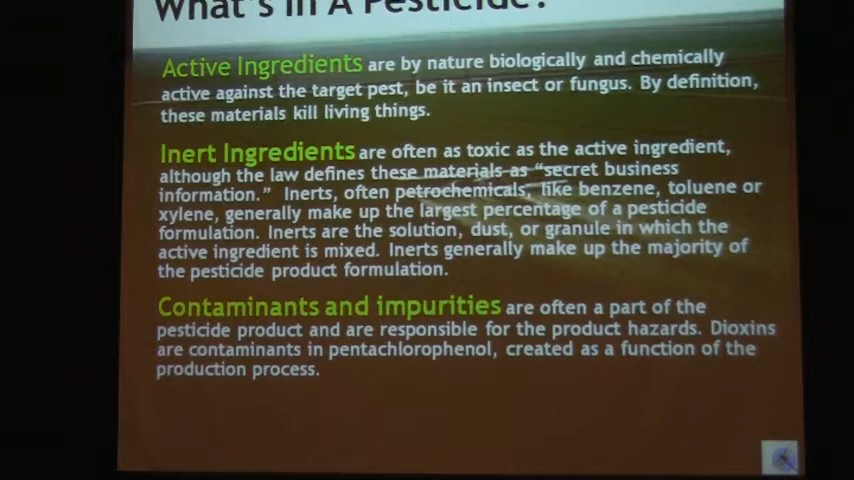 What's In A Pesticide?
Active Ingredients are by nature biologically and chemically
active against the target pest, be it an insect or fungus. By definition,
these materials kill living things.
Inert Ingredients are often as toxic as the active ingredient,
although the law defines these materials as “secret business
information.” Inerts, often petrochemicals, like benzene, toluene or
xylene, generally make up the largest percentage of a pesticide
formulation. Inerts are the solution, dust, or granule in which the
active ingredient is mixed. Inerts generally make up the majority of
the pesticide product formulation.
Contaminants and impurities are often a part of the
pesticide product and are responsible for the product hazards. Dioxins
are contaminants in pentachlorophenol, created as a function of the
production process.